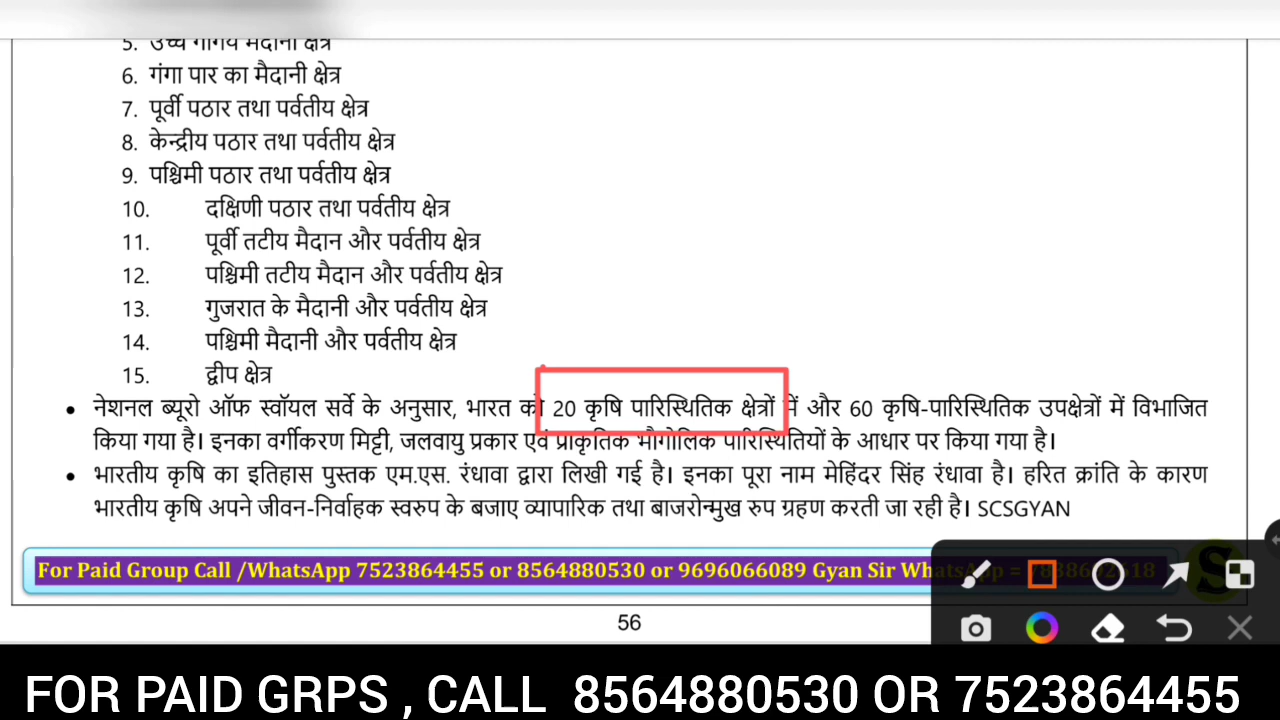 5. उच्च गांगेय मैदानी क्षेत्र
6. गंगा पार का मैदानी क्षेत्र
7. पूर्वी पठार तथा पर्वतीय क्षेत्र
8. केन्द्रीय पठार तथा पर्वतीय क्षेत्र
9. पश्चिमी पठार तथा पर्वतीय क्षेत्र
10. दक्षिणी पठार तथा पर्वतीय क्षेत्र
11. पूर्वी तटीय मैदान और पर्वतीय क्षेत्र
12. पश्चिमी तटीय मैदान और पर्वतीय क्षेत्र
13. गुजरात के मैदानी और पर्वतीय क्षेत्र
14. पश्चिमी मैदानी और पर्वतीय क्षेत्र
15. द्वीप क्षेत्र
• नेशनल ब्यूरो ऑफ स्वॉयल सर्वे के अनुसार, भारत को 20 कृषि पारिस्थितिक क्षेत्रों में और 60 कृषि-पारिस्थितिक उपक्षेत्रों में विभाजित
किया गया है। इनका वर्गीकरण मिट्टी, जलवायु प्रकार एवं प्राकृतिक भौगोलिक पारिस्थितियों के आधार पर किया गया है।
• भारतीय कृषि का इतिहास पुस्तक एम.एस. रंधावा द्वारा लिखी गई है। इनका पूरा नाम मेहिंदर सिंह रंधावा है। हरित क्रांति के कारण
भारतीय कृषि अपने जीवन-निर्वाहक स्वरुप के बजाए व्यापारिक तथा बाजरोन्मुख रुप ग्रहण करती जा रही है। SCSGYAN
For Paid Group Call /WhatsApp 7523864455 or 8564880530 or 9696066089 Gyan Sir WhatsApp =
56
FOR PAID GRPS , CALL 8564880530 OR 7523864455